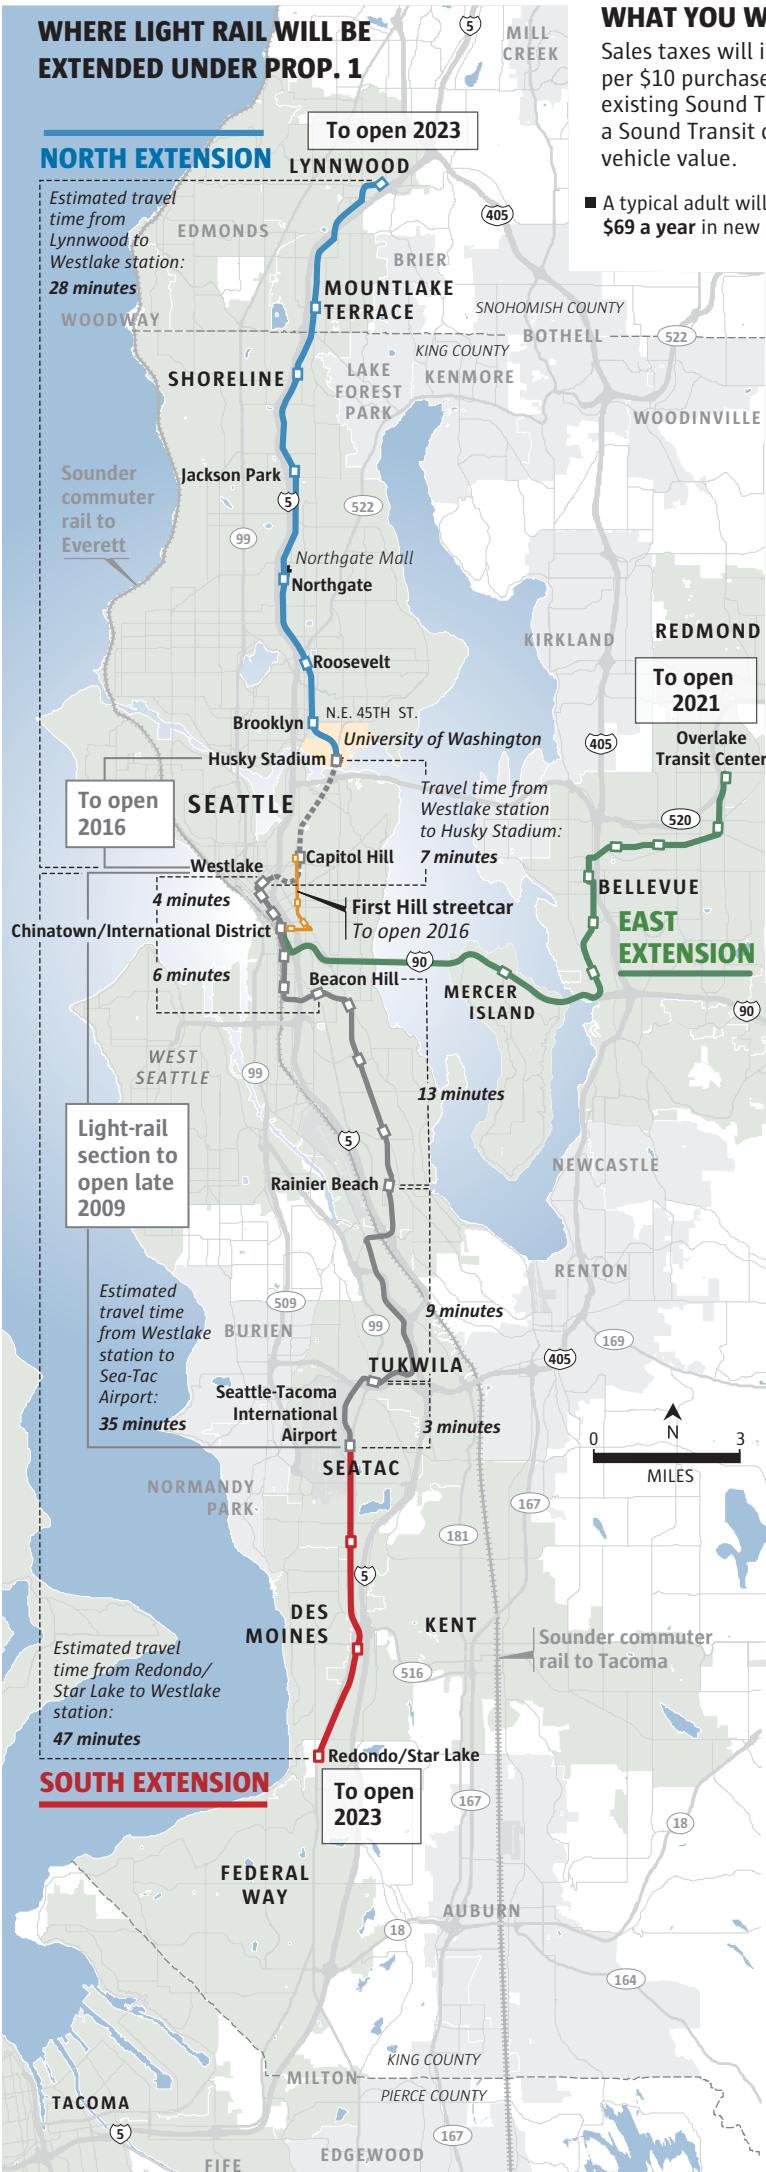 WHERE LIGHT RAIL WILL BE
EXTENDED UNDER PROP. 1
WHAT YOU W
Sales taxes will i
per $10 purchase
existing Sound T
a Sound Transit c
vehicle value.
■ A typical adult will
$69 a year in new
5
MILL
CREEK
To open 2023
NORTH EXTENSION
LYNNWOOD
Estimated travel
time from
Lynnwood to
Westlake station:
28 minutes
EDMONDS
405
BRIER
MOUNTLAKE
TERRACE
WOODWAY
SNOHOMISH COUNTY
KING COUNTY
BOTHELL
522
SHORELINE
LAKE
FOREST
PARK
KENMORE
WOODINVILLE
Jackson Park
Sounder
commuter
rail to
Everett
5
522
99
Northgate Mall
Northgate
KIRKLAND
REDMOND
Roosevelt
To open
2021
Brooklyn
N.E. 45TH ST.
University of Washington
405
Overlake
Transit Center
Husky Stadium
To open
2016
SEATTLE
Travel time from
Westlake station
to Husky Stadium:
7 minutes
520
Capitol Hill
Westlake
BELLEVUE
4 minutes
First Hill streetcar
To open 2016
EAST
EXTENSION
Chinatown/International District
90
6 minutes
Beacon Hill
MERCER
ISLAND
90
WEST
SEATTLE
99
13 minutes
Light-rail
section to
open late
2009
5
NEWCASTLE
Rainier Beach
RENTON
Estimated
travel time
from Westlake
station to
Sea-Tac
Airport:
35 minutes
509
BURIEN
99
9 minutes
169
405
TUKWILA
Seattle-Tacoma
International
Airport
3 minutes
N
0 3
MILES
SEATAC
NORMANDY
PARK
167
181
5
DES
MOINES
KENT
Sounder commuter
rail to Tacoma
Estimated travel
time from Redondo/
Star Lake to Westlake
station:
47 minutes
516
Redondo/Star Lake
SOUTH EXTENSION
To open
2023
167
18
FEDERAL
WAY
AUBURN
18
164
KING COUNTY
MILTON
PIERCE COUNTY
TACOMA
5
167
EDGEWOOD
FIFE